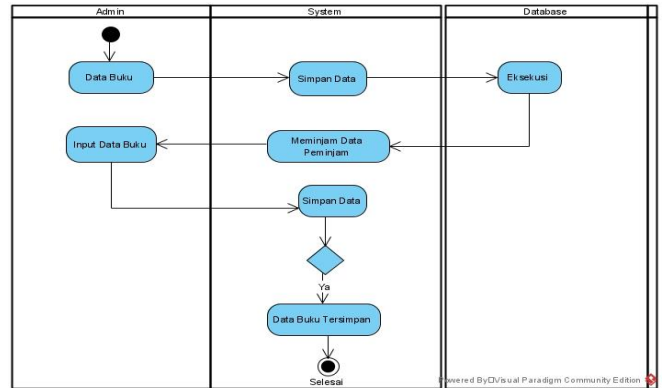 Admin
System
Database
Data Buku
Simpan Data
Eksekusi
Input Data Buku
Meminjam Data
Peminjam
Simpan Data
Ya
Data Buku Tersimpan
Selesai
Powered By Visual Paradigm Community Edition